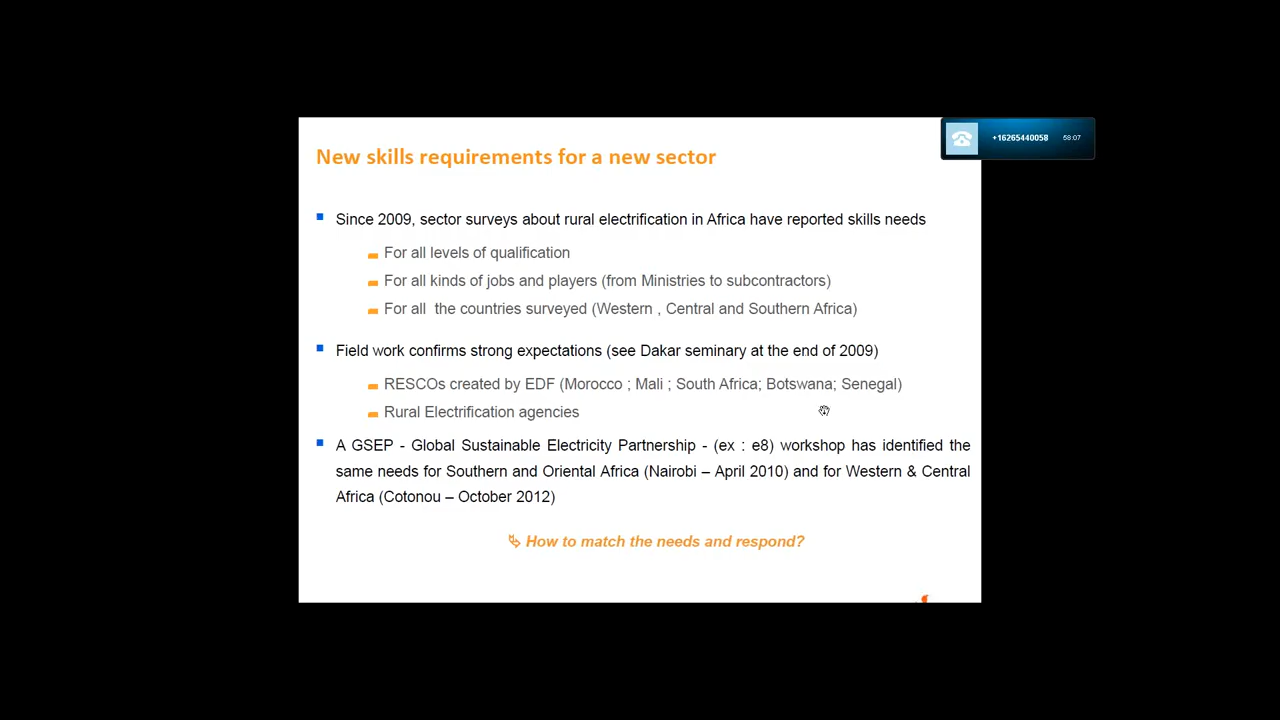 New skills requirements for a new sector
+16265440058 58:07
Since 2009, sector surveys about rural electrification in Africa have reported skills needs
For all levels of qualification
For all kinds of jobs and players (from Ministries to subcontractors)
For all the countries surveyed (Western , Central and Southern Africa)
Field work confirms strong expectations (see Dakar seminary at the end of 2009)
RESCOs created by EDF (Morocco ; Mali ; South Africa; Botswana; Senegal)
Rural Electrification agencies
A GSEP - Global Sustainable Electricity Partnership - (ex : e8) workshop has identified the
same needs for Southern and Oriental Africa (Nairobi – April 2010) and for Western & Central
Africa (Cotonou – October 2012)
How to match the needs and respond?